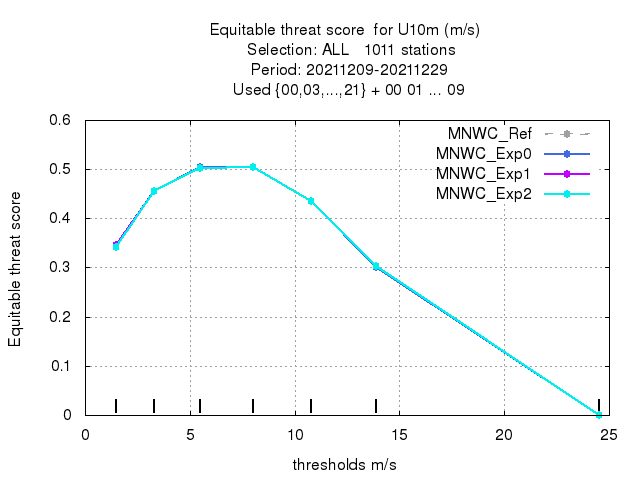 Equitable threat score  for U10m (m/s)
Selection: ALL   1011 stations
Period: 20211209-20211229
Used {00,03,...,21} + 00 01 ... 09
MNWC_Ref
MNWC_Exp0
MNWC_Exp1
MNWC_Exp2
Equitable threat score
0.6
0.5
0.4
0.3
0.2
0.1
0
0 5 10 15 20 25
thresholds m/s